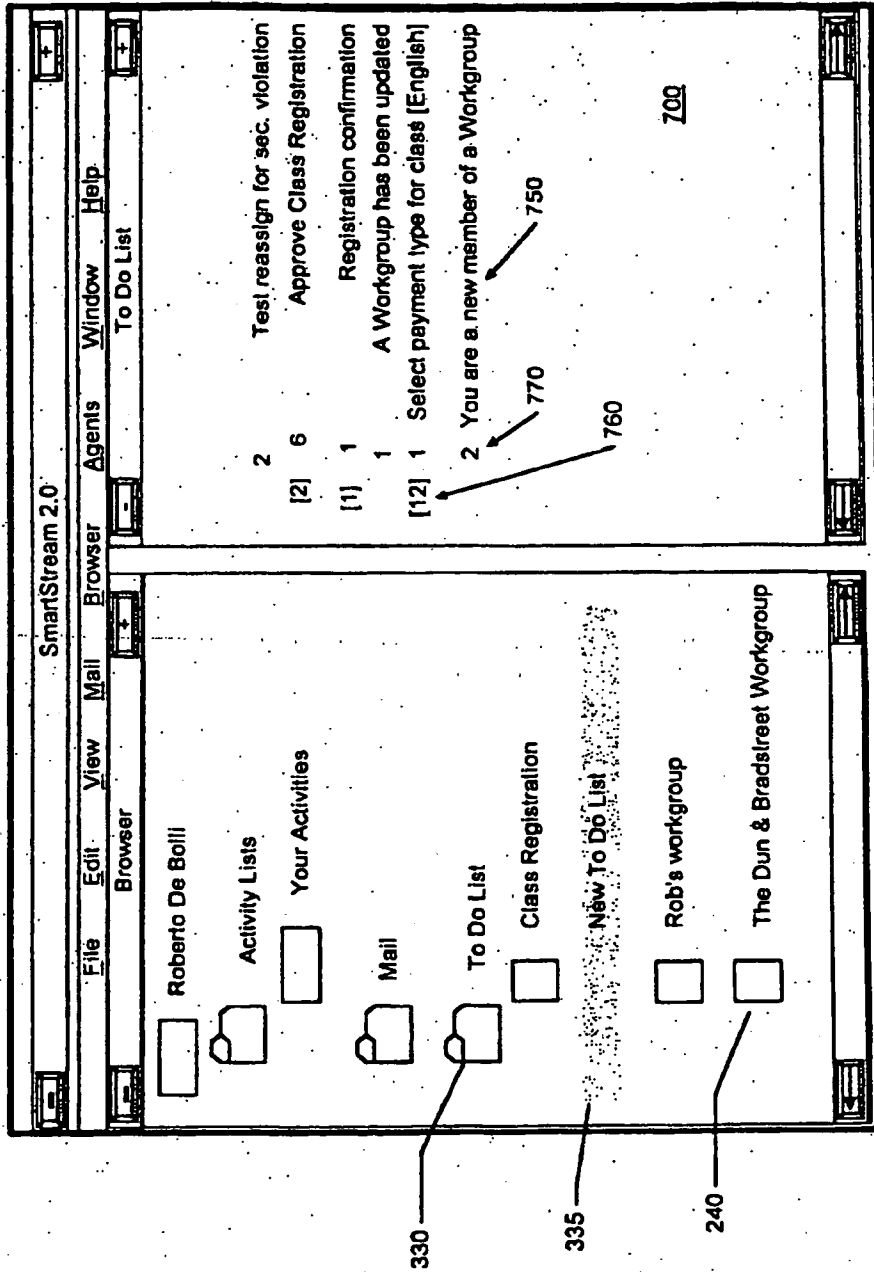 SmartStream 2.0
File Edit View Mail Browser Agents Window Help
Browser
Roberto De Bolli
Activity Lists
Your Activities
Mail
To Do List
Class Registration
New To Do List
Rob's workgroup
The Dun & Bradstreet Workgroup
330
335
240
To Do List
2 Test reassign for sec. violation
[2] 6 Approve Class Registration
[1] 1 Registration confirmation
1 A Workgroup has been updated
[12] 1 Select payment type for class [English]
2 You are a new member of a Workgroup
770
750
760
700